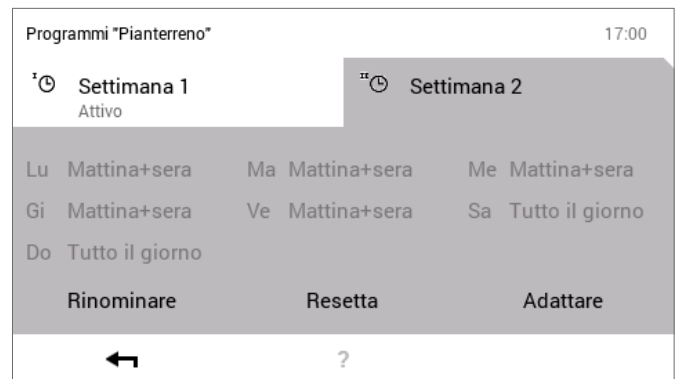 Programmi "Pianterreno" 17:00
I Settimana 1 II Settimana 2
Attivo
Lu Mattina+sera Ma Mattina+sera Me Mattina+sera
Gi Mattina+sera Ve Mattina+sera Sa Tutto il giorno
Do Tutto il giorno
Rinominare Resetta Adattare
?